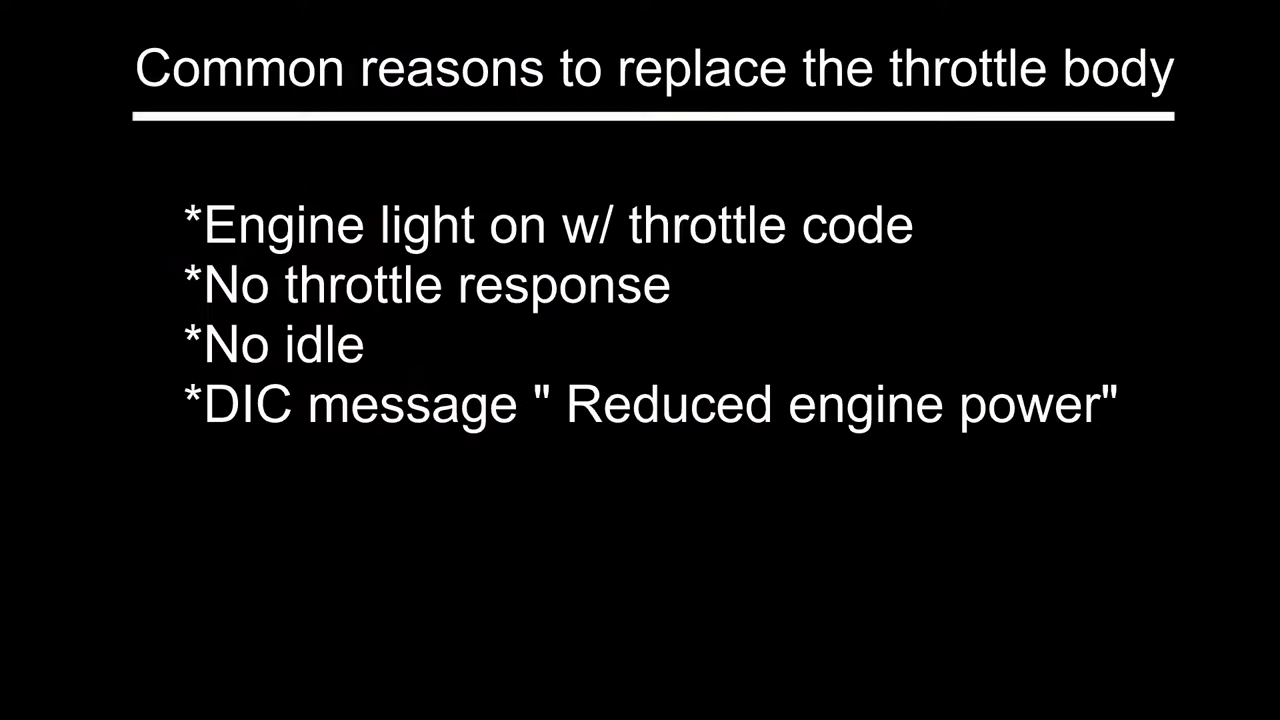 Common reasons to replace the throttle body
*Engine light on w/ throttle code
*No throttle response
*No idle
*DIC message " Reduced engine power"